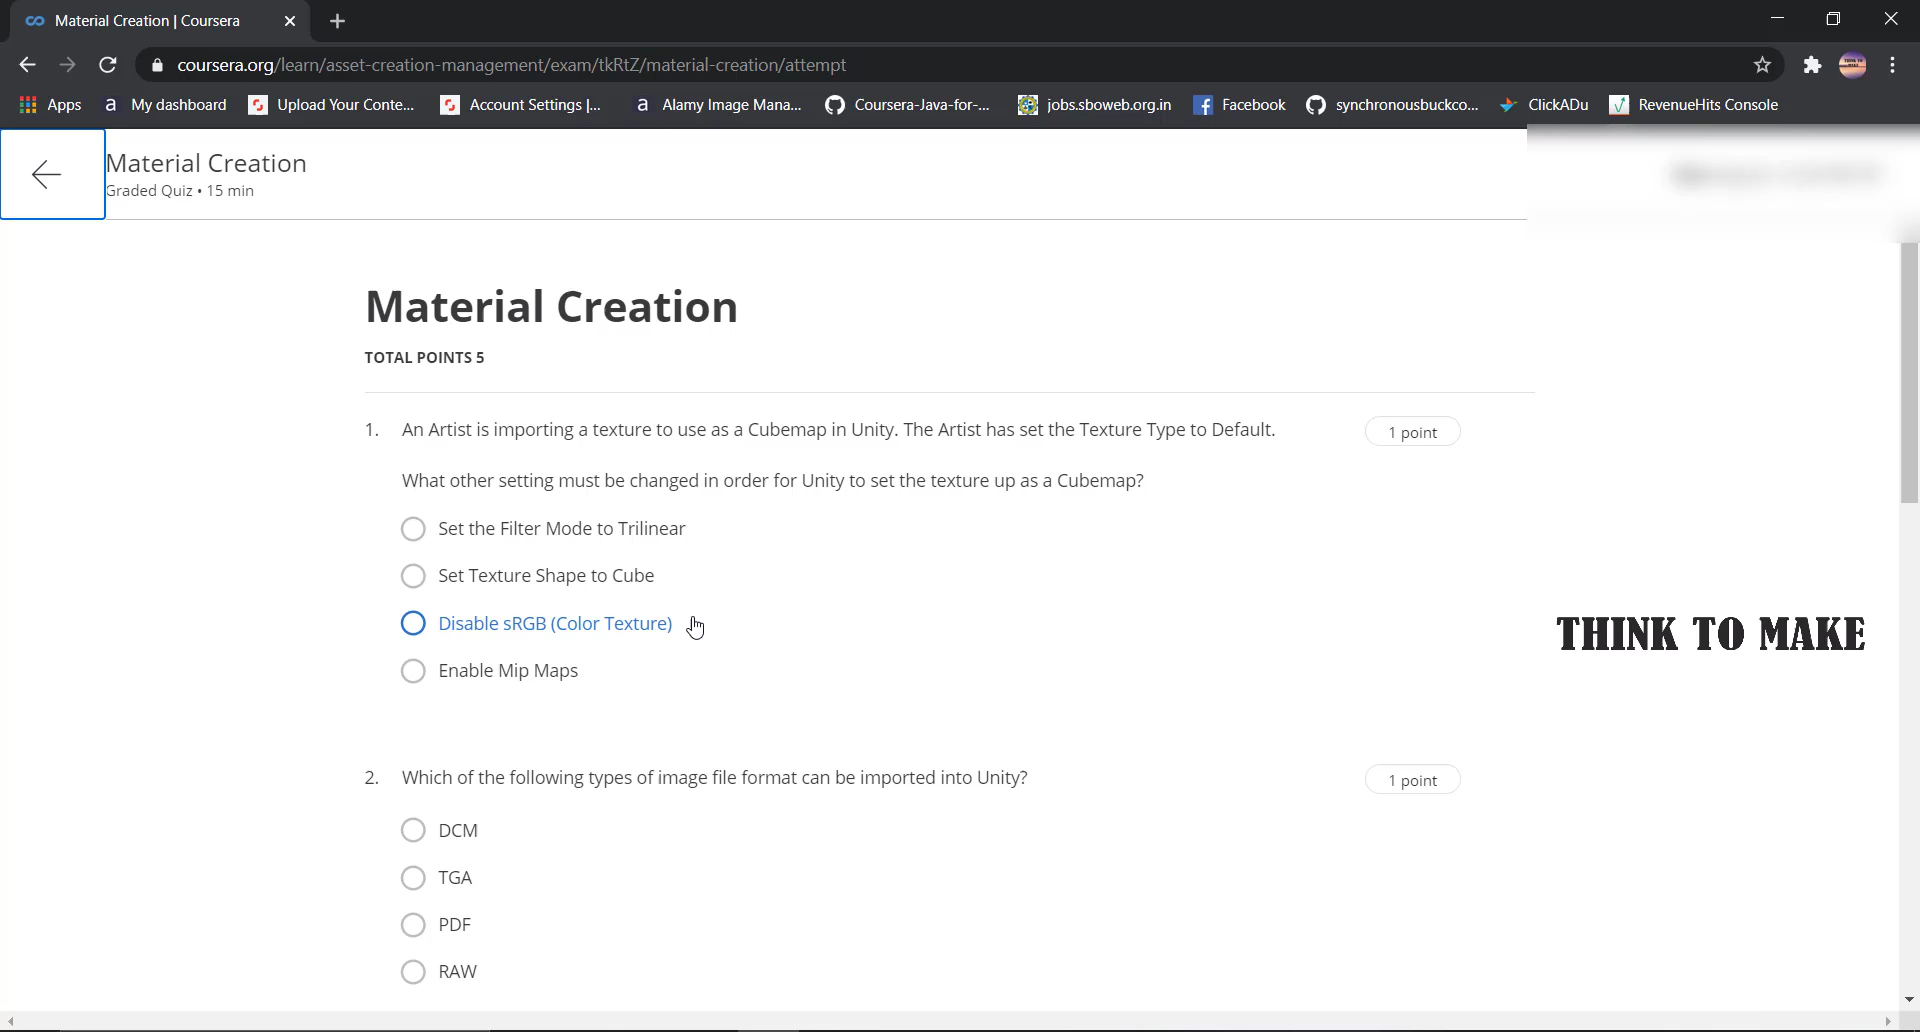 Material Creation | Coursera
coursera.org/learn/asset-creation-management/exam/tkRtZ/material-creation/attempt
Apps My dashboard Upload Your Conte... Account Settings |... Alamy Image Mana... Coursera-Java-for-... jobs.sboweb.org.in Facebook synchronousbuckco... ClickADu RevenueHits Console
Material Creation
Graded Quiz • 15 min
Material Creation
TOTAL POINTS 5
1. An Artist is importing a texture to use as a Cubemap in Unity. The Artist has set the Texture Type to Default. 1 point
What other setting must be changed in order for Unity to set the texture up as a Cubemap?
Set the Filter Mode to Trilinear
Set Texture Shape to Cube
Disable sRGB (Color Texture)
THINK TO MAKE
Enable Mip Maps
2. Which of the following types of image file format can be imported into Unity? 1 point
DCM
TGA
PDF
RAW